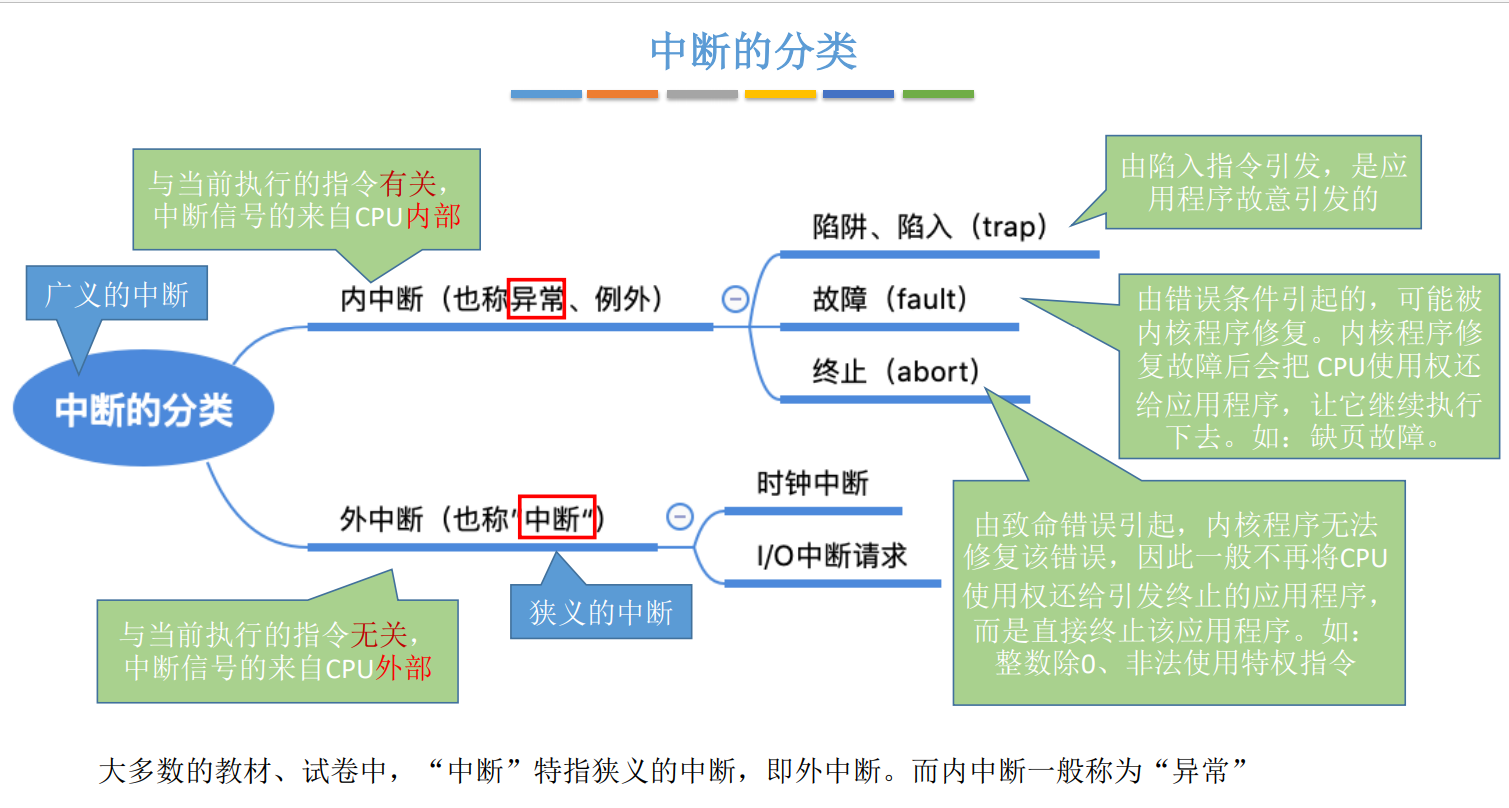 中断的分类
与当前执行的指令有关，
中断信号的来自CPU内部
广义的中断
中断的分类
内中断（也称异常、例外）
陷阱、陷入（trap）
由陷入指令引发，是应
用程序故意引发的
故障（fault）
由错误条件引起的，可能被
内核程序修复。内核程序修
复故障后会把 CPU使用权还
给应用程序，让它继续执行
下去。如：缺页故障。
终止（abort）
由致命错误引起，内核程序无法
修复该错误，因此一般不再将CPU
使用权还给引发终止的应用程序，
而是直接终止该应用程序。如：
整数除0、非法使用特权指令
外中断（也称”中断“）
狭义的中断
时钟中断
I/O中断请求
与当前执行的指令无关，
中断信号的来自CPU外部
大多数的教材、试卷中，“中断”特指狭义的中断，即外中断。而内中断一般称为“异常”